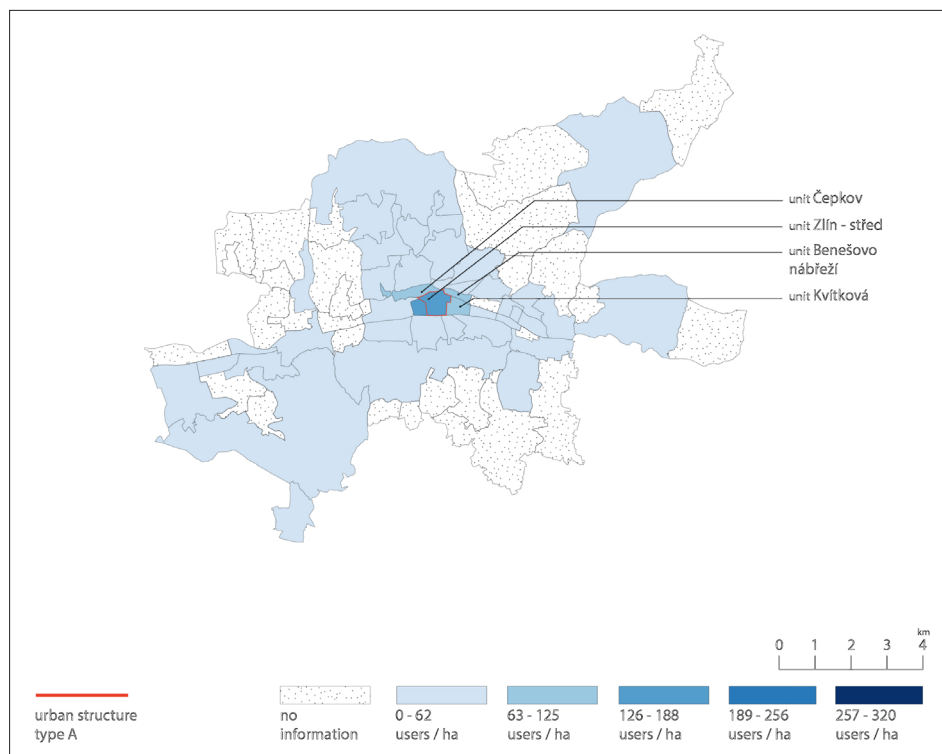 unit Čepkov
unit Zlín - střed
unit Benešovo
nábřeží
unit Kvítková
km
0 1 2 3 4
urban structure
type A
no
information
0 - 62
users / ha
63 - 125
users / ha
126 - 188
users / ha
189 - 256
users / ha
257 - 320
users / ha